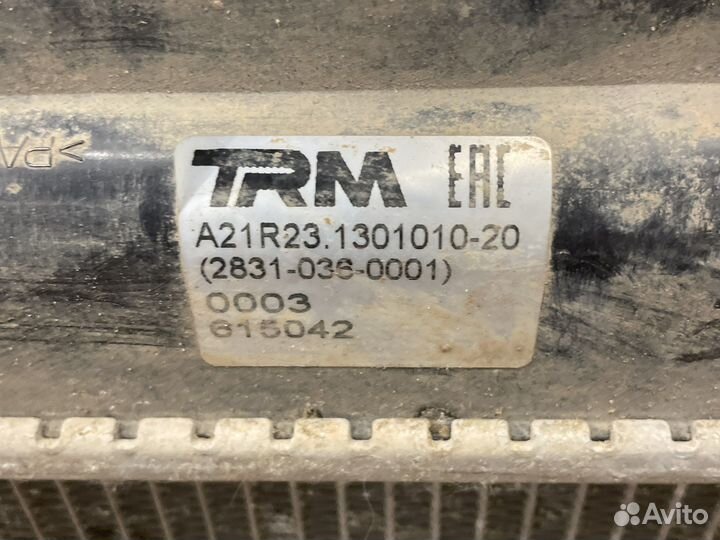 TRM EAC
A21R23.1301010-20
(2831-036-0001)
0003
615042
Avito